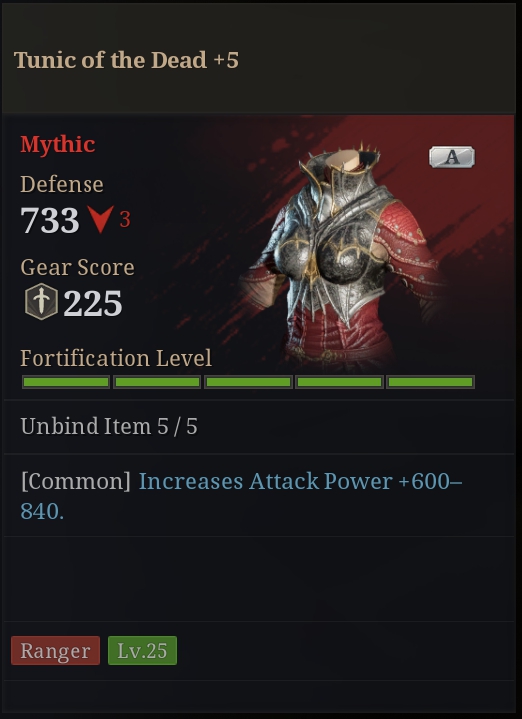 Tunic of the Dead +5
Mythic
A
Defense
733 3
Gear Score
225
Fortification Level
Unbind Item 5 / 5
[Common] Increases Attack Power +600–
840.
Ranger Lv.25